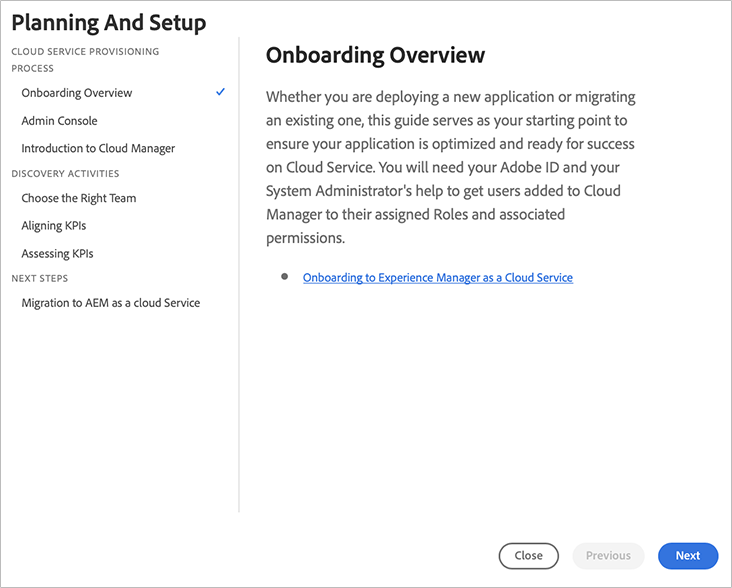 Planning And Setup
CLOUD SERVICE PROVISIONING
PROCESS
Onboarding Overview
Admin Console
Introduction to Cloud Manager
DISCOVERY ACTIVITIES
Choose the Right Team
Aligning KPIs
Assessing KPIs
NEXT STEPS
Migration to AEM as a cloud Service
Onboarding Overview
Whether you are deploying a new application or migrating
an existing one, this guide serves as your starting point to
ensure your application is optimized and ready for success
on Cloud Service. You will need your Adobe ID and your
System Administrator's help to get users added to Cloud
Manager to their assigned Roles and associated
permissions.
Onboarding to Experience Manager as a Cloud Service
Close
Previous
Next